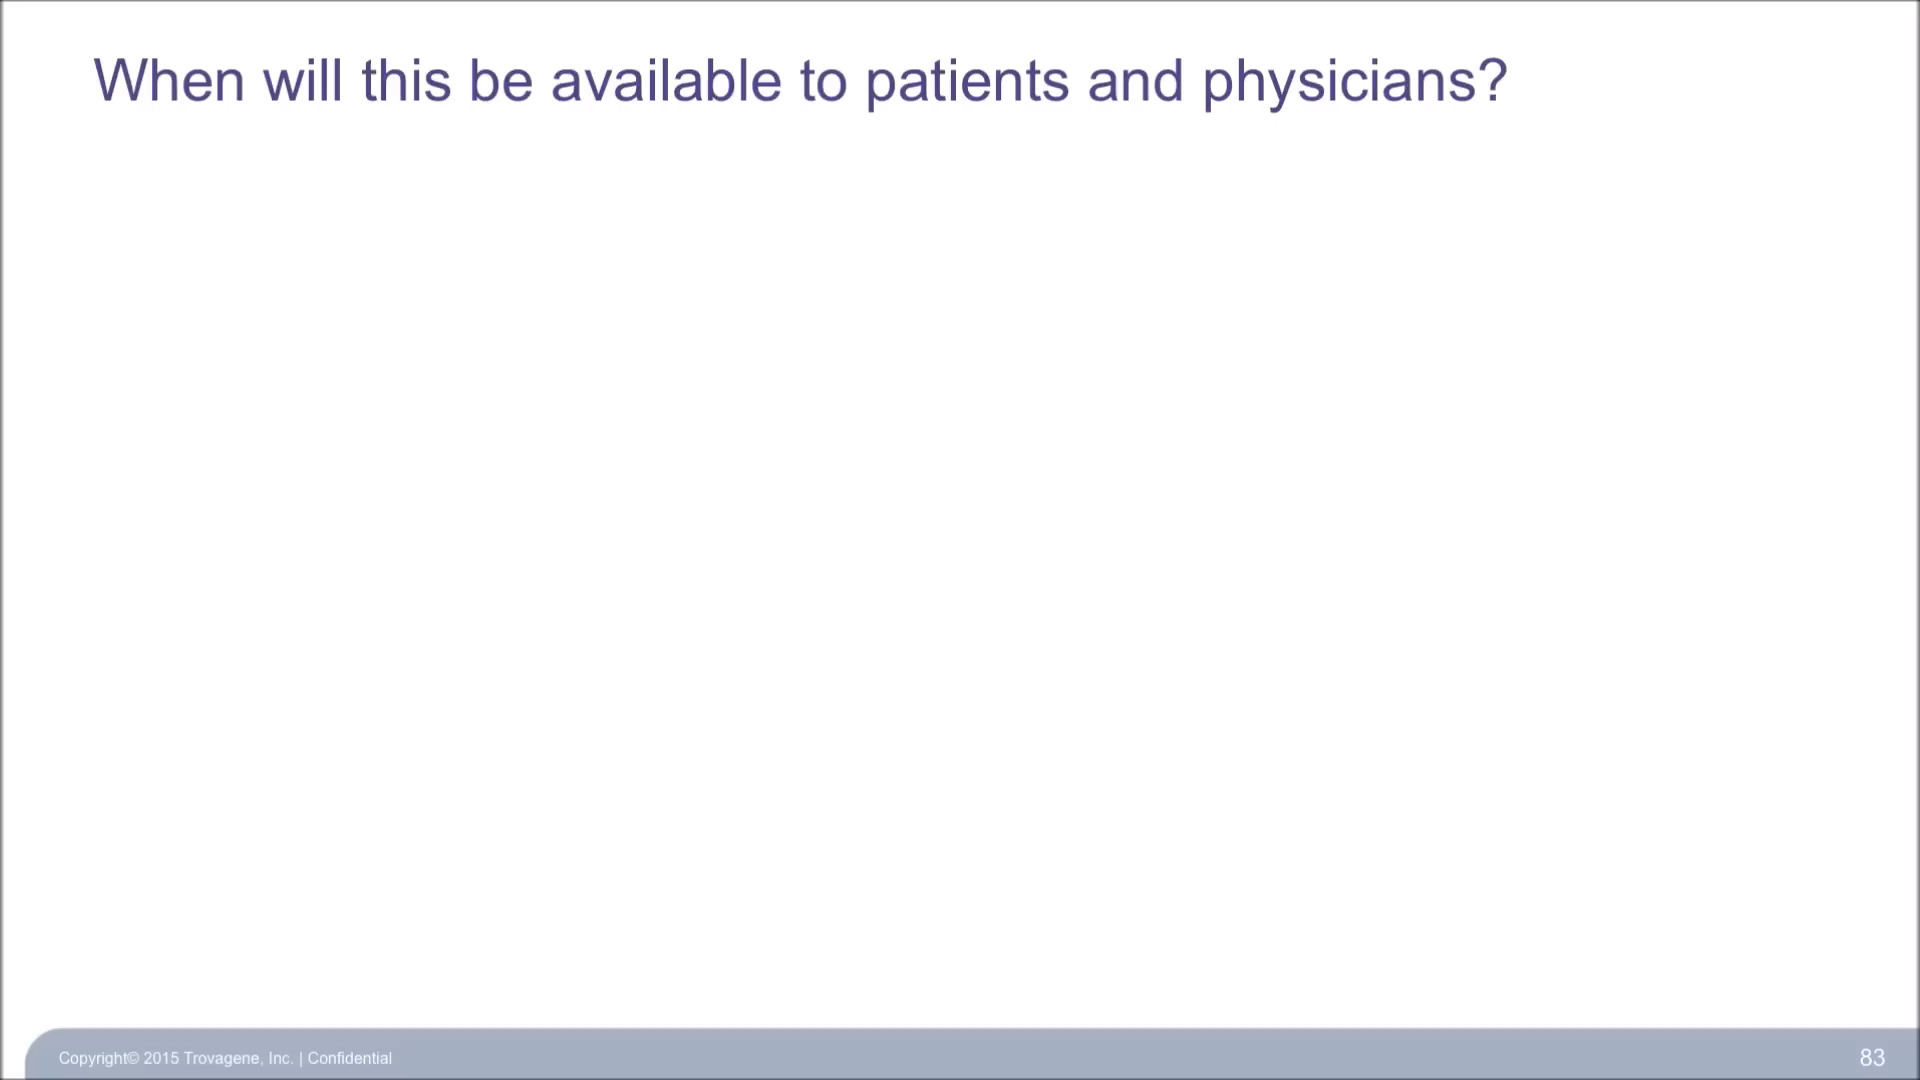 When will this be available to patients and physicians?
Copyright© 2015 Trovagene, Inc. | Confidential
83